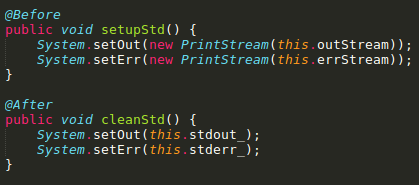 @Before
public void setupStd() {
    System.setOut(new PrintStream(this.outStream));
    System.setErr(new PrintStream(this.errStream));
}

@After
public void cleanStd() {
    System.setOut(this.stdout_);
    System.setErr(this.stderr_);
}